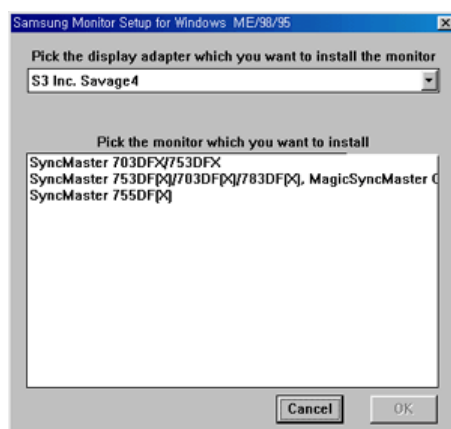 Samsung Monitor Setup for Windows ME/98/95
Pick the display adapter which you want to install the monitor
S3 Inc. Savage4
Pick the monitor which you want to install
SyncMaster 703DFX/753DFX
SyncMaster 753DF[X]/703DF[X]/783DF[X], MagicSyncMaster
SyncMaster 755DF[X]
Cancel
OK